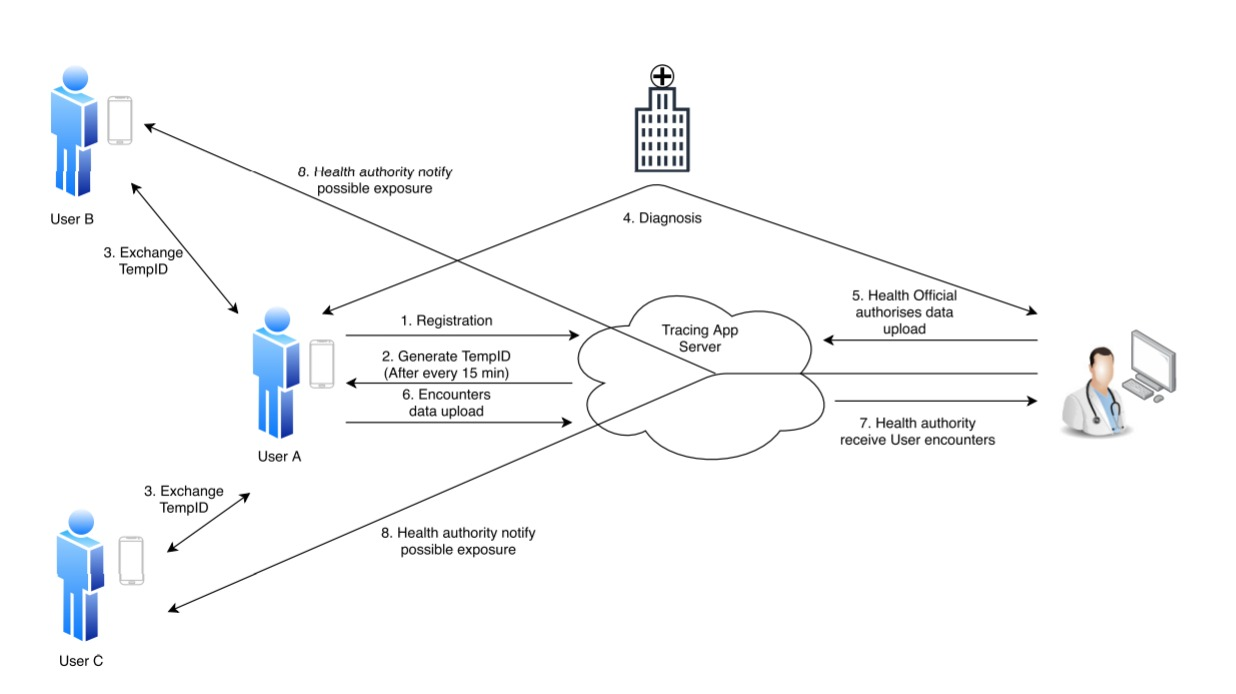 8. Health authority notify
possible exposure
User B
4. Diagnosis
3. Exchange
TempID
5. Health Official
authorises data
upload
1. Registration
Tracing App
Server
2. Generate TempID
(After every 15 min)
6. Encounters
data upload
7. Health authority
receive User encounters
User A
3. Exchange
TempID
8. Health authority notify
possible exposure
User C